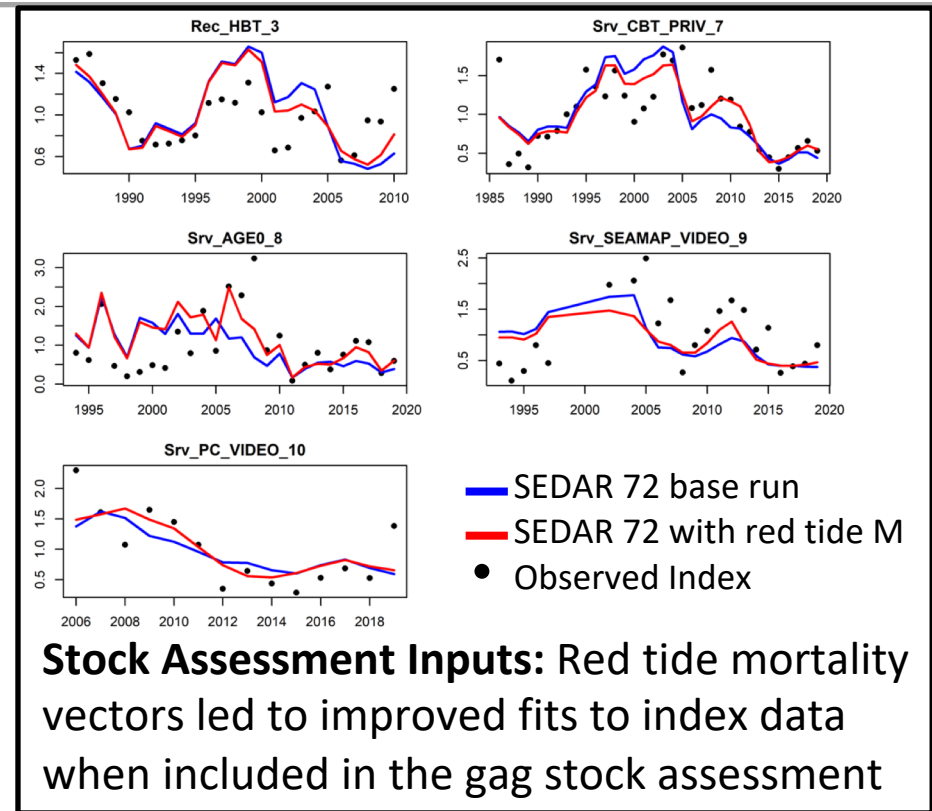 Rec_HBT_3
1.4
1.0
0.6
1990 1995 2000 2005 2010
Srv_CBT_PRIV_7
1.5
1.0
0.5
1985 1990 1995 2000 2005 2010 2015 2020
Srv_AGE0_8
3.0
2.0
1.0
0.0
1995 2000 2005 2010 2015 2020
Srv_SEAMAP_VIDEO_9
2.5
1.5
0.5
1995 2000 2005 2010 2015 2020
Srv_PC_VIDEO_10
2.0
1.5
1.0
0.5
2006 2008 2010 2012 2014 2016 2018
SEDAR 72 base run
SEDAR 72 with red tide M
Observed Index
Stock Assessment Inputs: Red tide mortality
vectors led to improved fits to index data
when included in the gag stock assessment